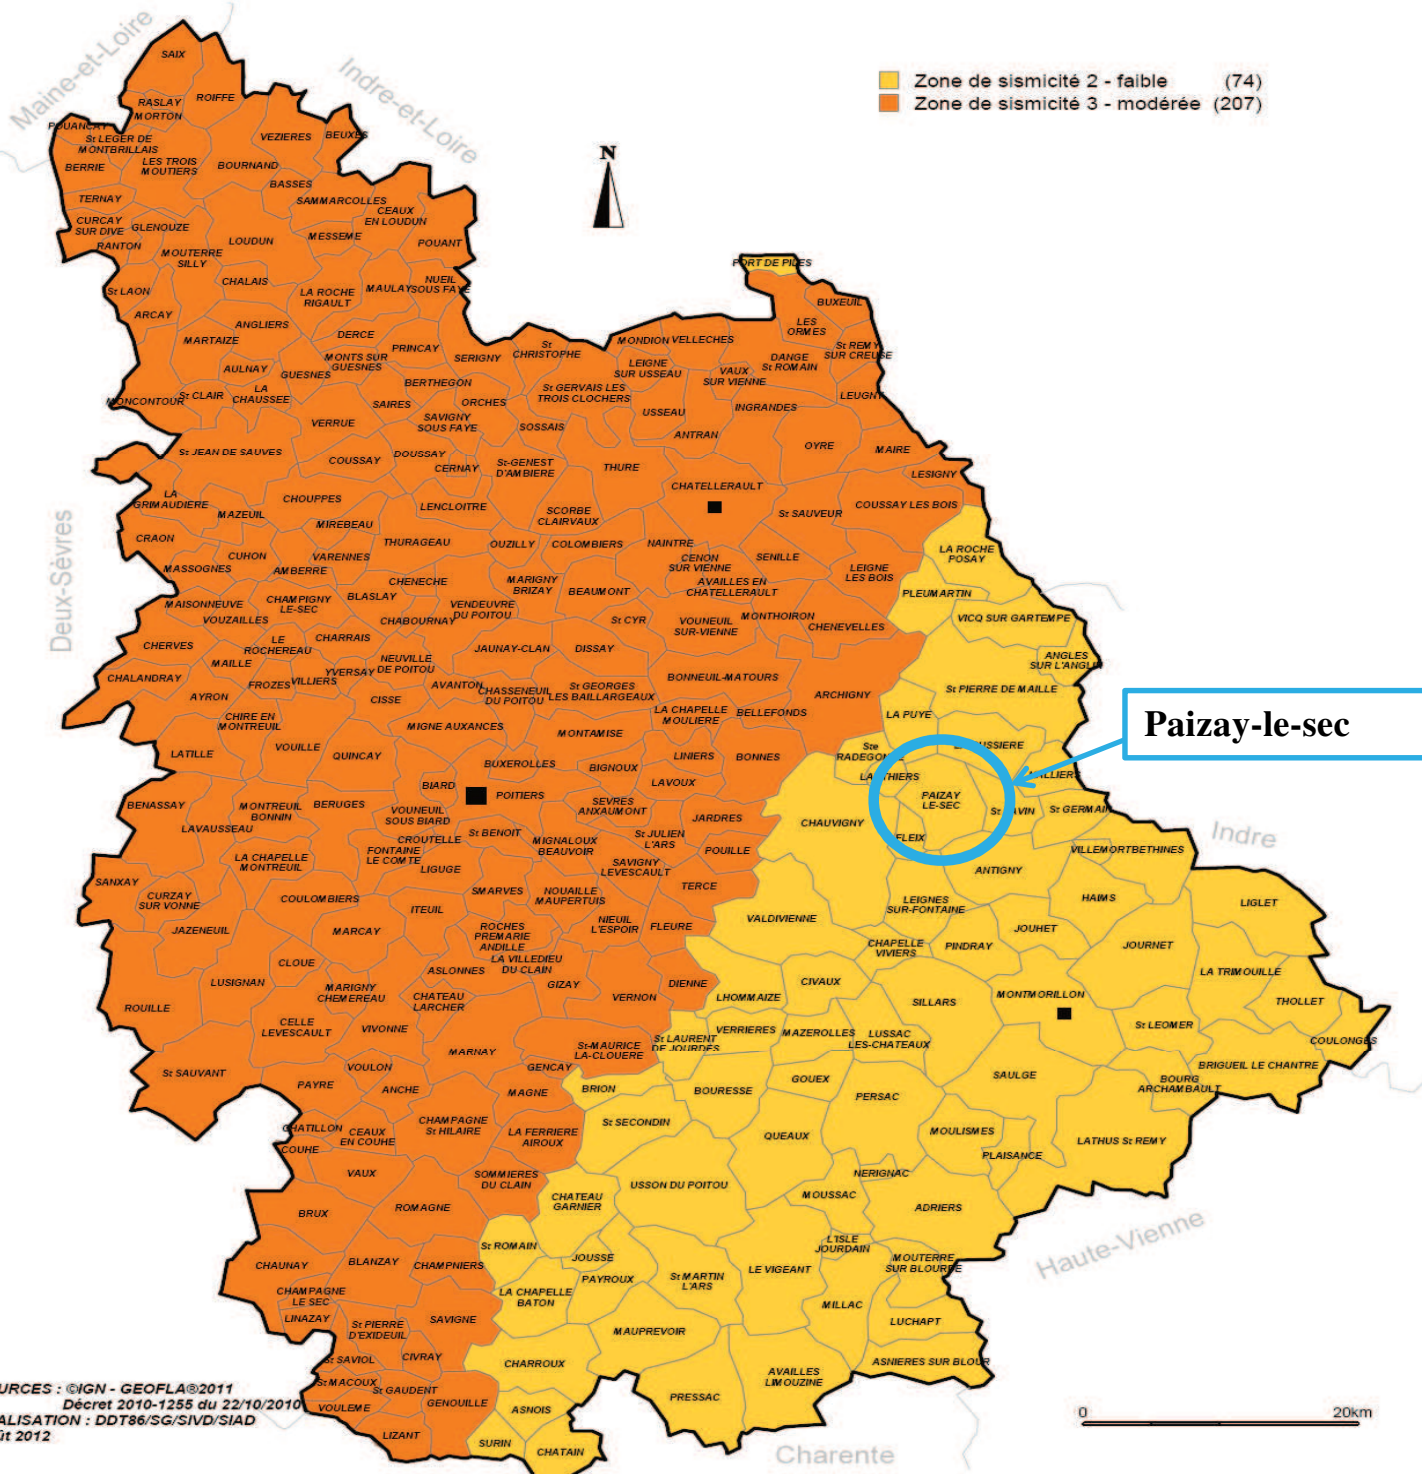 Maine-et-Loire
Indre-et-Loire
Zone de sismicité 2 - faible (74)
Zone de sismicité 3 - modérée (207)
N
SAIX
RASLAY
ROIFFE
MORTON
POUANCAY
St LEGER DE
MONTBRILLAIS
VEZIERES
BEUXES
BERRIE
LES TROIS
MOUTIERS
BOURNAND
BASSES
TERNAY
SAMMARCOLLES
CEAUX
EN LOUDUN
CURCAY
SUR DIVE
GLENOUZE
RANTON
MOUTERRE
SILLY
LOUDUN
MESSEME
POUANT
PORT DE PILES
St LAON
CHALAIS
LA ROCHE
RIGAULT
MAULAY
NUEIL
SOUS FAYE
BUXEUIL
ARCAY
ANGLIERS
LES
ORMES
MARTAIZE
DERCE
PRINCAY
SERIGNY
St
CHRISTOPHE
MONDION
VELLECHES
St REMY
SUR CREUSE
AULNAY
GUESNES
MONTS SUR
GUESNES
LEIGNE
SUR USSEAU
VAUX
SUR VIENNE
DANGE
St ROMAIN
MONCONTOUR
St CLAIR
LA
CHAUSSEE
BERTHEGON
St GERVAIS LES
TROIS CLOCHERS
LEUGNY
SAIRES
ORCHES
USSEAU
INGRANDES
VERRUE
SAVIGNY
SOUS FAYE
SOSSAIS
ANTRAN
OYRE
MAIRE
St JEAN DE SAUVES
COUSSAY
DOUSSAY
CERNAY
St-GENEST
D'AMBIERE
THURE
LESIGNY
LA
GRIMAUDIERE
CHOUPPES
LENCLOITRE
CHATELLERAULT
COUSSAY LES BOIS
MAZEUIL
MIREBEAU
SCORBE
CLAIRVAUX
St SAUVEUR
CRAON
CUHON
VARENNES
THURAGEAU
OUZILLY
COLOMBIERS
NAINTRE
CENON
SUR VIENNE
SENILLE
LEIGNE
LES BOIS
LA ROCHE
POSAY
MASSOGNES
AMBERRE
CHENECHE
MARIGNY
BRIZAY
BEAUMONT
AVAILLES EN
CHATELLERAULT
PLEUMARTIN
MAISONNEUVE
CHAMPIGNY
LE-SEC
BLASLAY
VENDEUVRE
DU POITOU
VOUZAILLES
CHABOURNAY
St CYR
VOUNEUIL
SUR-VIENNE
MONTHOIRON
CHENEVELLES
VICQ SUR GARTEMPE
CHERVES
LE
ROCHEREAU
CHARRAIS
JAUNAY-CLAN
DISSAY
ANGLES
SUR L'ANGLIN
CHALANDRAY
MAILLE
FROZES
VILLIERS
YVERSAY
NEUVILLE
DE POITOU
BONNEUIL-MATOURS
ARCHIGNY
St PIERRE DE MAILLE
AYRON
CISSE
AVANTON
CHASSENEUIL
DU POITOU
St GEORGES
LES BAILLARGEAUX
CHIRE EN
MONTREUIL
MIGNE AUXANCES
LA CHAPELLE
MOULIERE
BELLEFONDS
LA PUYE
Paizay-le-sec
LATILLE
VOUILLE
QUINCAY
MONTAMISE
Ste
RADEGONDE
LA BUSSIERE
BUXEROLLES
BIGNOUX
LINIERS
BONNES
LAUTHIERS
NALLIERS
BENASSAY
MONTREUIL
BONNIN
BERUGES
BIARD
POITIERS
LAVOUX
PAIZAY
LE-SEC
VOUNEUIL
SOUS BIARD
SEVRES
ANXAUMONT
JARDRES
CHAUVIGNY
St SAVIN
St GERMAIN
LAVAUSSEAU
CROUTELLE
St BENOIT
MIGNALOUX
BEAUVOIR
St JULIEN
L'ARS
POUILLE
FLEIX
VILLEMORT
BETHINES
LA CHAPELLE
MONTREUIL
FONTAINE
LE COMTE
LIGUGE
SAVIGNY
LEVESCAULT
ANTIGNY
SANXAY
CURZAY
SUR VONNE
COULOMBIERS
SMARVES
NOUAILLE
MAUPERTUIS
TERCE
HAIMS
LIGLET
ITEUIL
VALDIVIENNE
LEIGNES
SUR-FONTAINE
JAZENEUIL
MARCAY
ROCHES
PREMARIE
ANDILLE
NIEUIL
L'ESPOIR
FLEURE
JOUHET
CHAPELLE
VIVIERS
PINDRAY
JOURNET
CLOUE
LA VILLEDIEU
DU CLAIN
ASLONNES
LA TRIMOUILLE
LUSIGNAN
MARIGNY
CHEMEREAU
CHATEAU
LARCHER
GIZAY
VERNON
DIENNE
LHOMMAIZE
CIVAUX
SILLARS
MONTMORILLON
THOLLET
ROUILLE
CELLE
LEVESCAULT
VIVONNE
St LAURENT
DE JOURDES
VERRIERES
MAZEROLLES
LUSSAC
LES-CHATEAUX
St LEOMER
COULONGES
MARNAY
St-MAURICE
LA-CLOUERE
St SAUVANT
VOULON
GENCAY
BRIGUEIL LE CHANTRE
PAYRE
ANCHE
MAGNE
BRION
BOURESSE
GOUEX
PERSAC
SAULGE
BOURG
ARCHAMBAULT
CHATILLON
CEAUX
EN COUHE
CHAMPAGNE
St HILAIRE
LA FERRIERE
AIROUX
St SECONDIN
COUHE
QUEAUX
MOULISMES
PLAISANCE
LATHUS St REMY
VAUX
SOMMIERES
DU CLAIN
USSON DU POITOU
NERIGNAC
BRUX
ROMAGNE
CHATEAU
GARNIER
MOUSSAC
ADRIERS
St ROMAIN
L'ISLE
JOURDAIN
CHAUNAY
BLANZAY
CHAMPNIERS
JOUSSE
PAYROUX
St MARTIN
L'ARS
LE VIGEANT
MOUTERRE
SUR BLOURDE
CHAMPAGNE
LE SEC
LINAZAY
LA CHAPELLE
BATON
MILLAC
St PIERRE
D'EXIDEUIL
SAVIGNE
MAUPREVOIR
LUCHAPT
St SAVIOL
CIVRAY
CHARROUX
AVAILLES
LIMOUZINE
ASNIERES SUR BLOUR
St MACOUX
St GAUDENT
GENOUILLE
PRESSAC
VOULEME
ASNOIS
LIZANT
SURIN
CHATAIN
Deux-Sèvres
Indre
Haute-Vienne
Charente
0 20km
URCES : ©IGN - GEOFLA®2011
Décret 2010-1255 du 22/10/2010
ALISATION : DDT86/SG/SIVD/SIAD
ût 2012